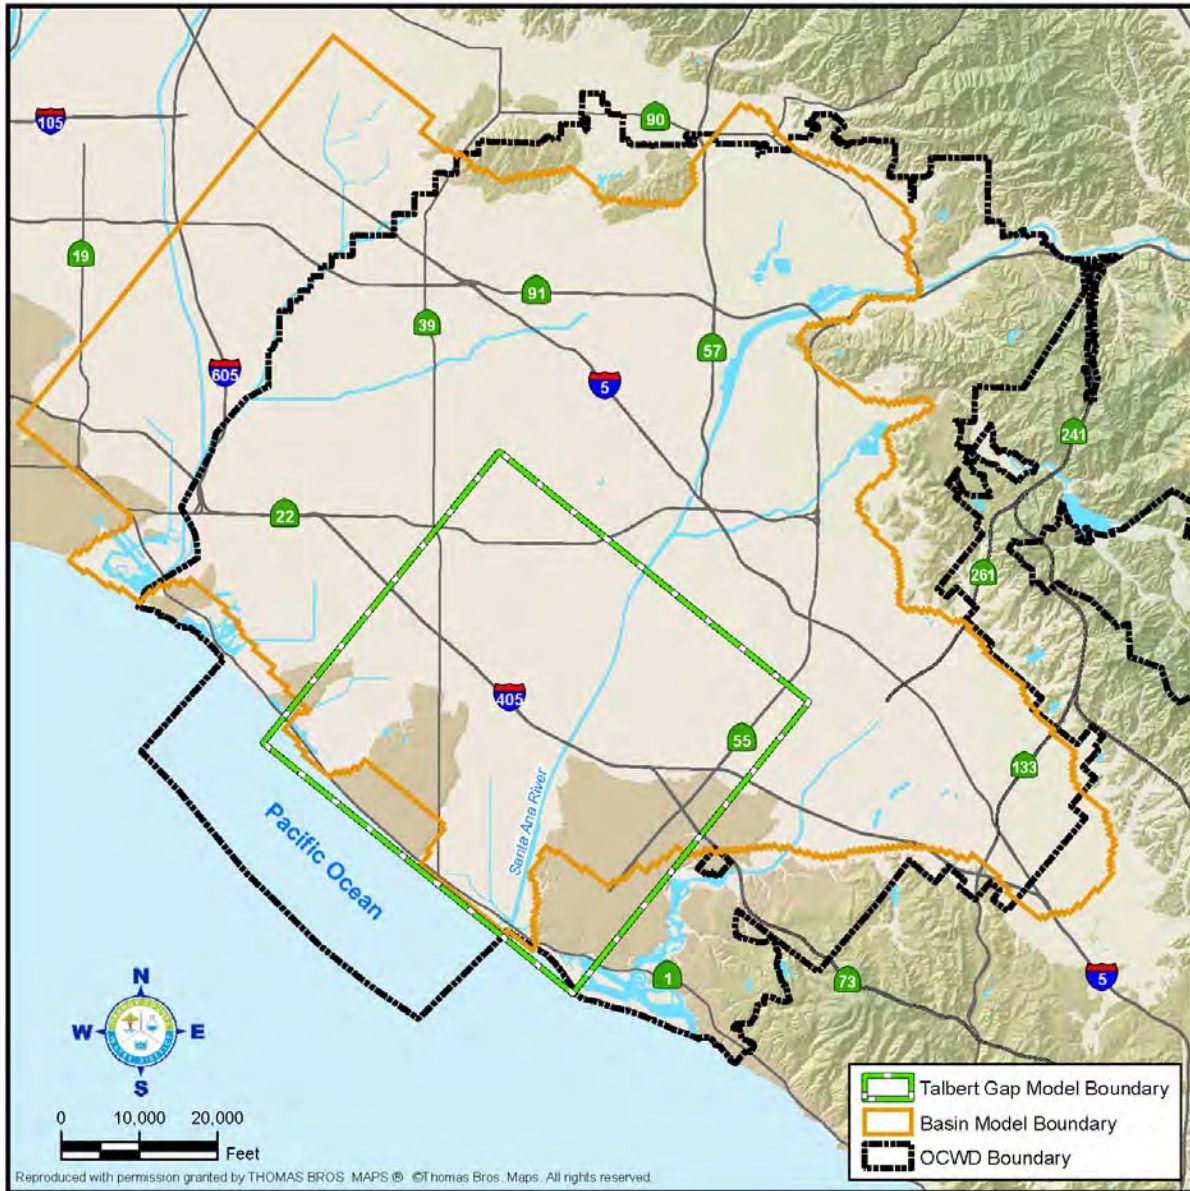 105
90
19
91
39
57
605
5
241
22
261
405
55
133
Santa Ana River
Pacific Ocean
1
73
5
N
W E
S
0 10,000 20,000
Feet
Talbert Gap Model Boundary
Basin Model Boundary
OCWD Boundary
Reproduced with permission granted by THOMAS BROS. MAPS ® ©Thomas Bros. Maps. All rights reserved.